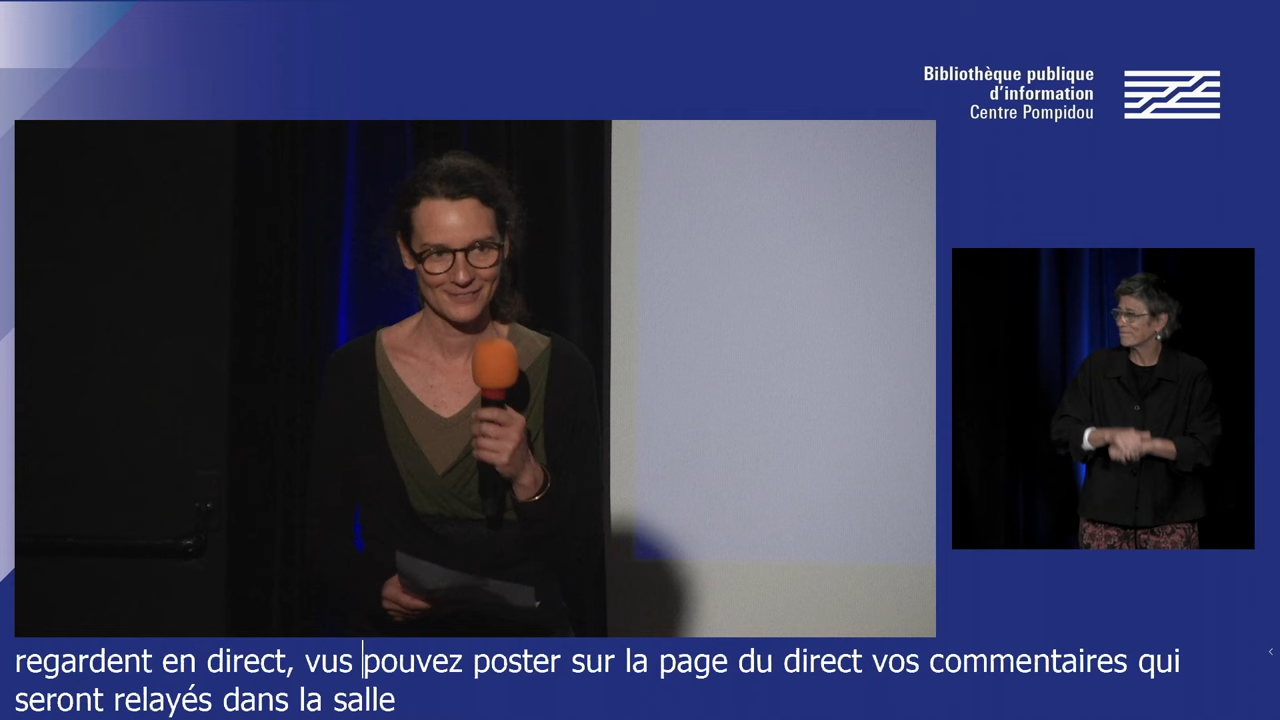 Bibliothèque publique
d'information
Centre Pompidou
regardent en direct, vus pouvez poster sur la page du direct vos commentaires qui
seront relayés dans la salle